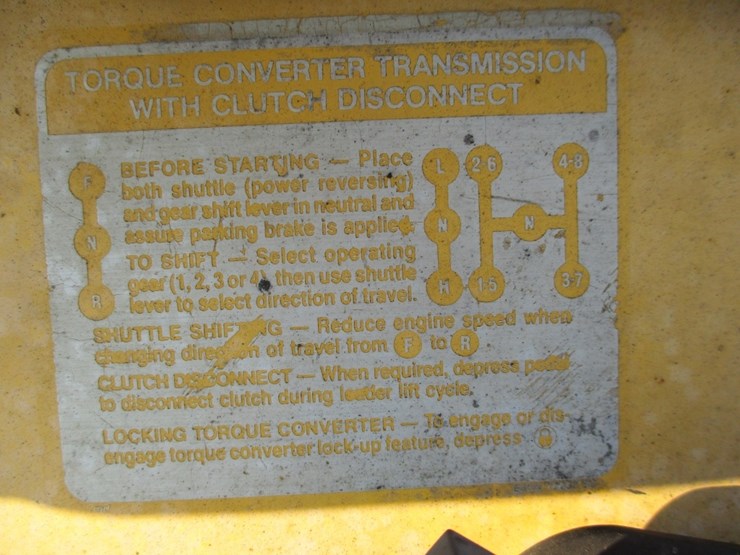 TORQUE CONVERTER TRANSMISSION
WITH CLUTCH DISCONNECT
F
N
R
BEFORE STARTING — Place
both shuttle (power reversing)
and gear shift lever in neutral and
assure parking brake is applied.
TO SHIFT — Select operating
gear (1, 2, 3 or 4) then use shuttle
lever to select direction of travel.
L
N
H
2-6
4-8
N
1-5
3-7
SHUTTLE SHIFTING — Reduce engine speed when
changing direction of travel from F to R
CLUTCH DISCONNECT — When required, depress pedal
to disconnect clutch during loader lift cycle.
LOCKING TORQUE CONVERTER — To engage or dis-
engage torque converter lock-up feature, depress